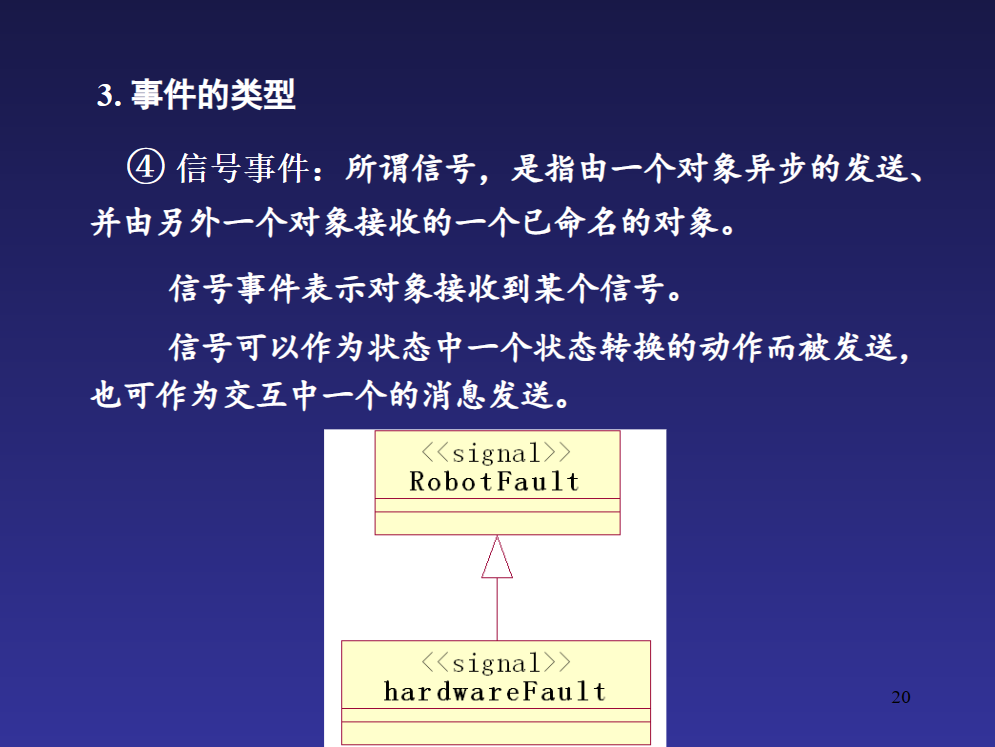 3. 事件的类型
④ 信号事件：所谓信号，是指由一个对象异步的发送、
并由另外一个对象接收的一个已命名的对象。
信号事件表示对象接收到某个信号。
信号可以作为状态中一个状态转换的动作而被发送，
也可作为交互中一个的消息发送。
<<signal>>
RobotFault
<<signal>>
hardwareFault
20